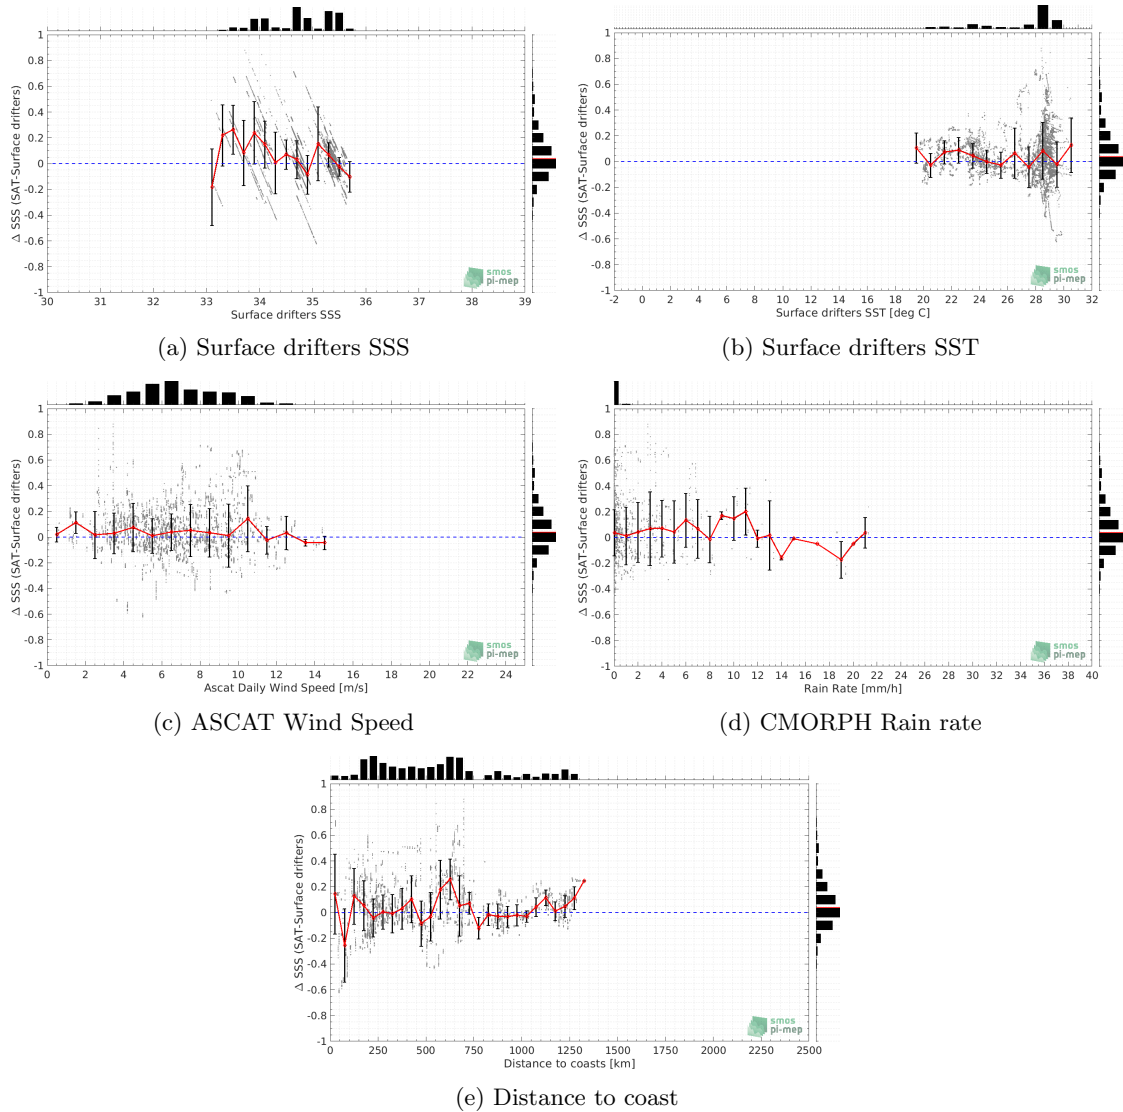 1
0.8
0.6
0.4
0.2
0
-0.2
-0.4
-0.6
-0.8
-1
Δ SSS (SAT-Surface drifters)
30 31 32 33 34 35 36 37 38 39
Surface drifters SSS
smos
pi-mep
(a) Surface drifters SSS
1
0.8
0.6
0.4
0.2
0
-0.2
-0.4
-0.6
-0.8
-1
Δ SSS (SAT-Surface drifters)
-2 0 2 4 6 8 10 12 14 16 18 20 22 24 26 28 30 32
Surface drifters SST [deg C]
smos
pi-mep
(b) Surface drifters SST
1
0.8
0.6
0.4
0.2
0
-0.2
-0.4
-0.6
-0.8
-1
Δ SSS (SAT-Surface drifters)
0 2 4 6 8 10 12 14 16 18 20 22 24
Ascat Daily Wind Speed [m/s]
smos
pi-mep
(c) ASCAT Wind Speed
1
0.8
0.6
0.4
0.2
0
-0.2
-0.4
-0.6
-0.8
-1
Δ SSS (SAT-Surface drifters)
0 2 4 6 8 10 12 14 16 18 20 22 24 26 28 30 32 34 36 38 40
Rain Rate [mm/h]
smos
pi-mep
(d) CMORPH Rain rate
1
0.8
0.6
0.4
0.2
0
-0.2
-0.4
-0.6
-0.8
-1
Δ SSS (SAT-Surface drifters)
0 250 500 750 1000 1250 1500 1750 2000 2250 2500
Distance to coasts [km]
smos
pi-mep
(e) Distance to coast